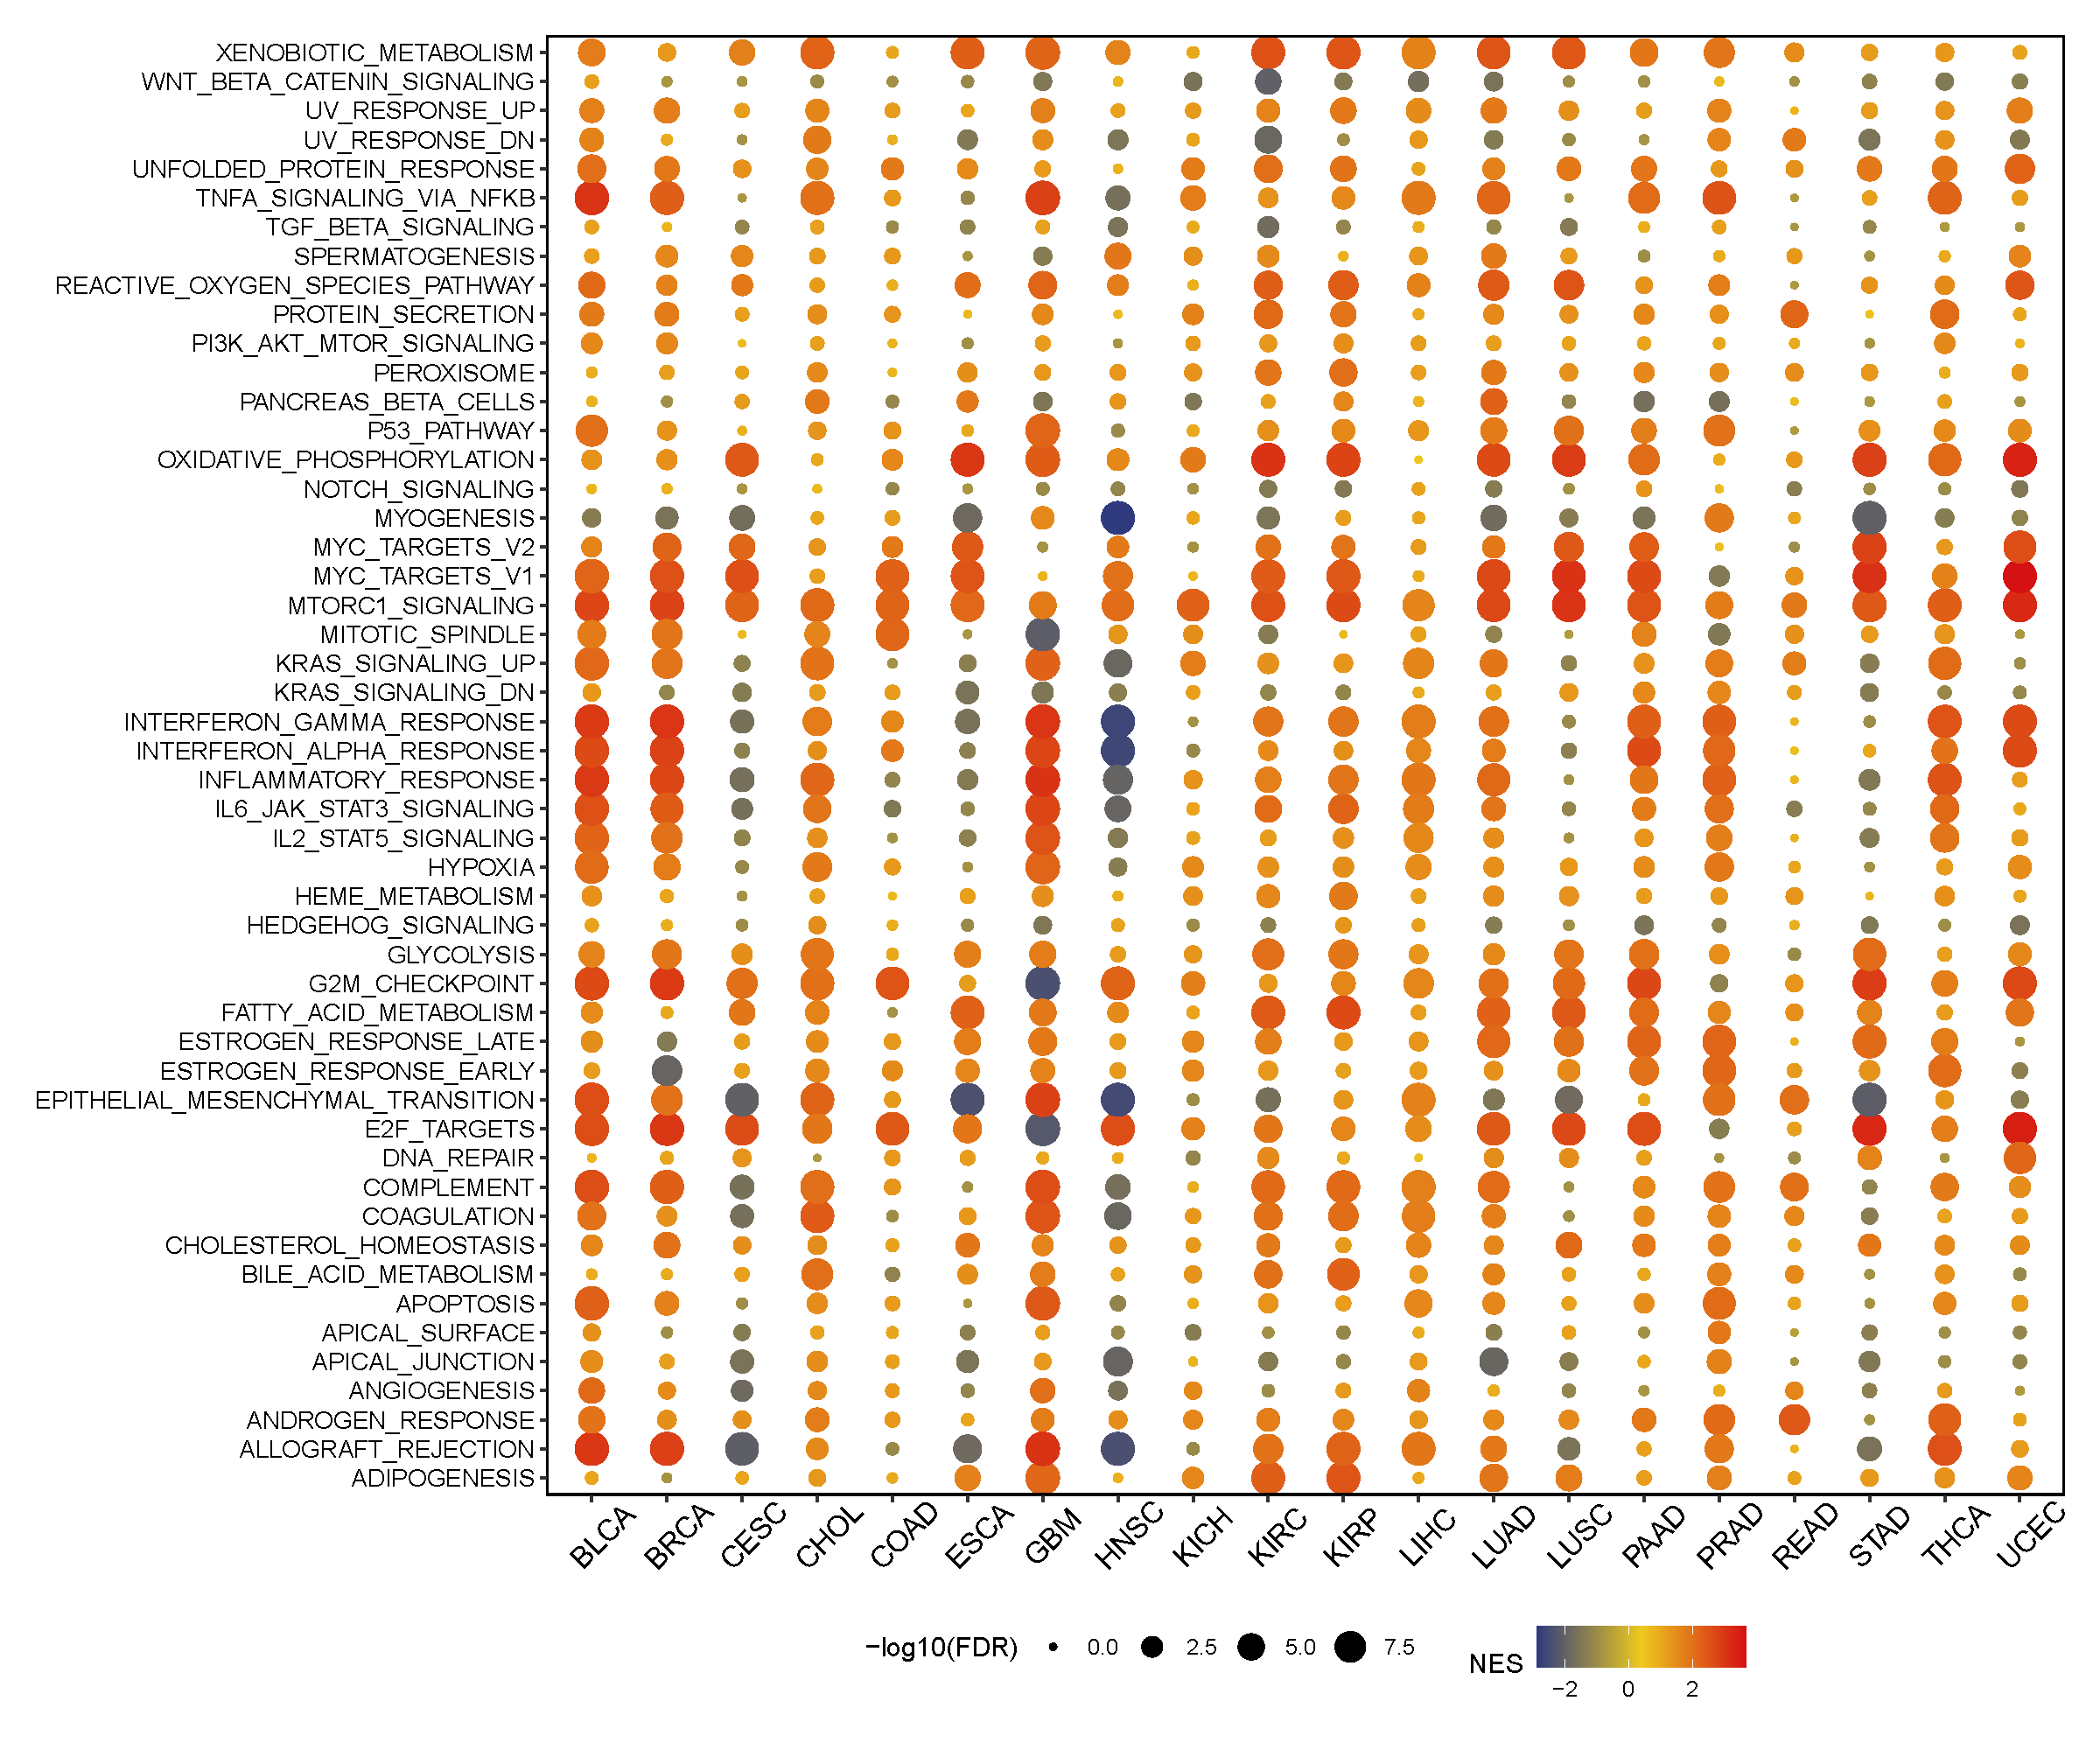 XENOBIOTIC_METABOLISM
WNT_BETA_CATENIN_SIGNALING
UV_RESPONSE_UP
UV_RESPONSE_DN
UNFOLDED_PROTEIN_RESPONSE
TNFA_SIGNALING_VIA_NFKB
TGF_BETA_SIGNALING
SPERMATOGENESIS
REACTIVE_OXYGEN_SPECIES_PATHWAY
PROTEIN_SECRETION
PI3K_AKT_MTOR_SIGNALING
PEROXISOME
PANCREAS_BETA_CELLS
P53_PATHWAY
OXIDATIVE_PHOSPHORYLATION
NOTCH_SIGNALING
MYOGENESIS
MYC_TARGETS_V2
MYC_TARGETS_V1
MTORC1_SIGNALING
MITOTIC_SPINDLE
KRAS_SIGNALING_UP
KRAS_SIGNALING_DN
INTERFERON_GAMMA_RESPONSE
INTERFERON_ALPHA_RESPONSE
INFLAMMATORY_RESPONSE
IL6_JAK_STAT3_SIGNALING
IL2_STAT5_SIGNALING
HYPOXIA
HEME_METABOLISM
HEDGEHOG_SIGNALING
GLYCOLYSIS
G2M_CHECKPOINT
FATTY_ACID_METABOLISM
ESTROGEN_RESPONSE_LATE
ESTROGEN_RESPONSE_EARLY
EPITHELIAL_MESENCHYMAL_TRANSITION
E2F_TARGETS
DNA_REPAIR
COMPLEMENT
COAGULATION
CHOLESTEROL_HOMEOSTASIS
BILE_ACID_METABOLISM
APOPTOSIS
APICAL_SURFACE
APICAL_JUNCTION
ANGIOGENESIS
ANDROGEN_RESPONSE
ALLOGRAFT_REJECTION
ADIPOGENESIS
BLCA BRCA CESC CHOL COAD ESCA GBM HNSC KICH KIRC KIRP LIHC LUAD LUSC PAAD PRAD READ STAD THCA UCEC
−log10(FDR) 0.0 2.5 5.0 7.5
NES
−2 0 2